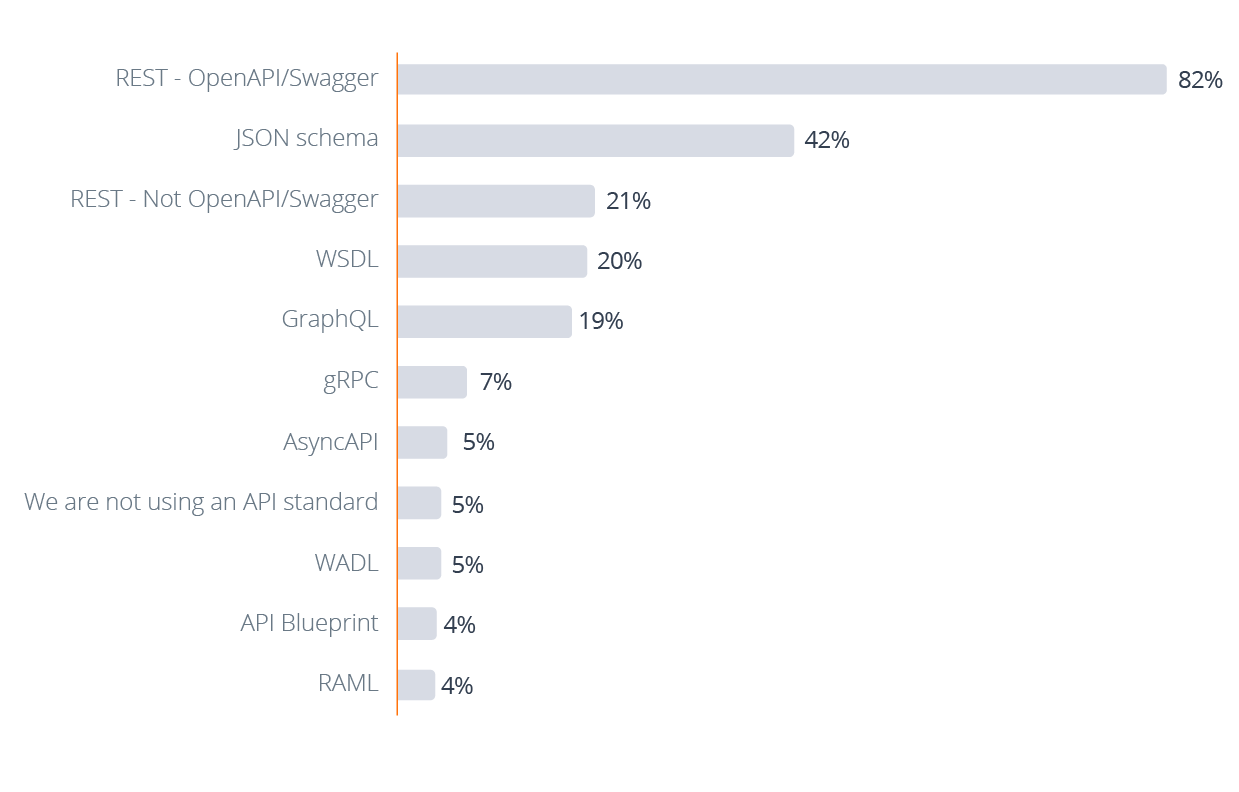 REST - OpenAPI/Swagger 82%
JSON schema 42%
REST - Not OpenAPI/Swagger 21%
WSDL 20%
GraphQL 19%
gRPC 7%
AsyncAPI 5%
We are not using an API standard 5%
WADL 5%
API Blueprint 4%
RAML 4%